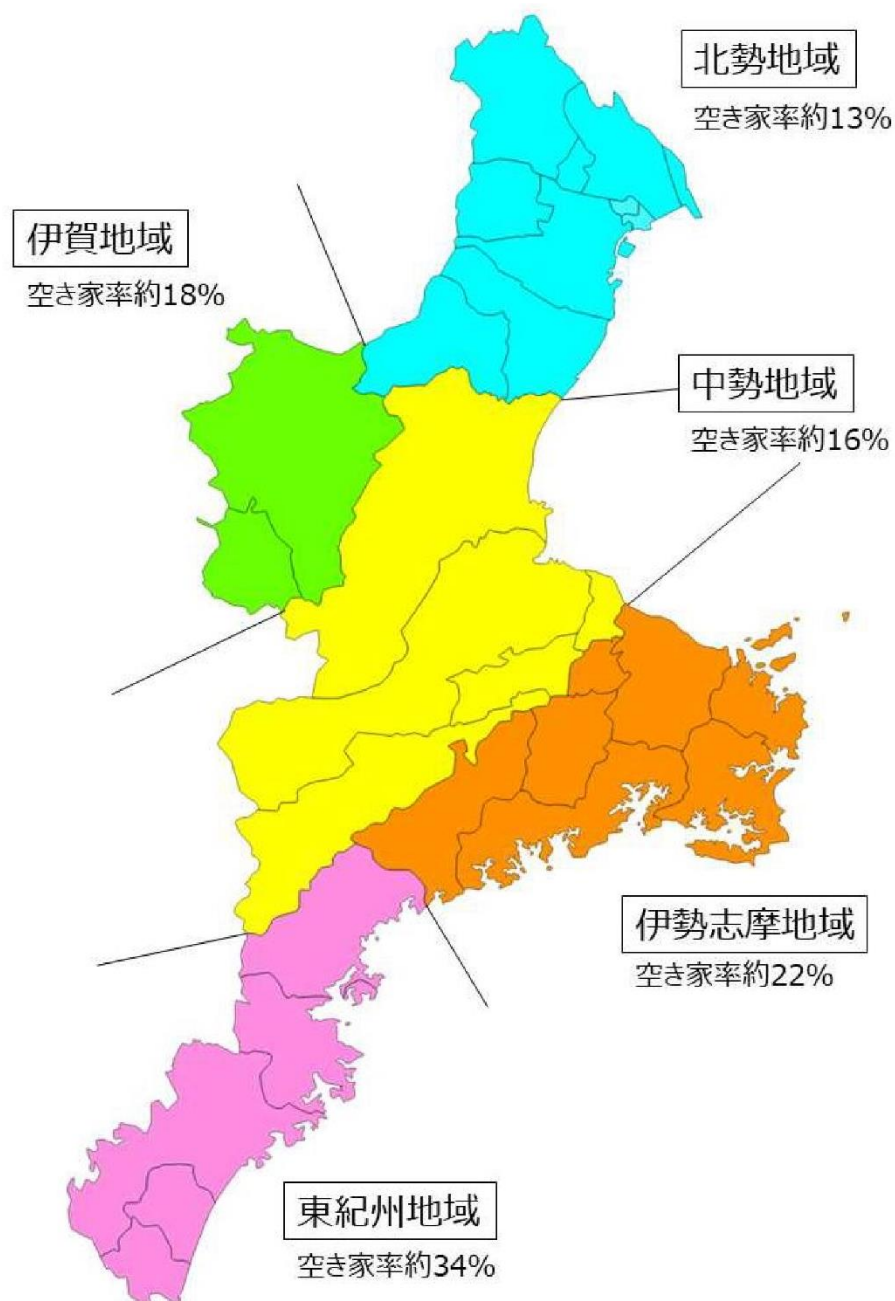 北勢地域
空き家率約13%
伊賀地域
空き家率約18%
中勢地域
空き家率約16%
伊勢志摩地域
空き家率約22%
東紀州地域
空き家率約34%